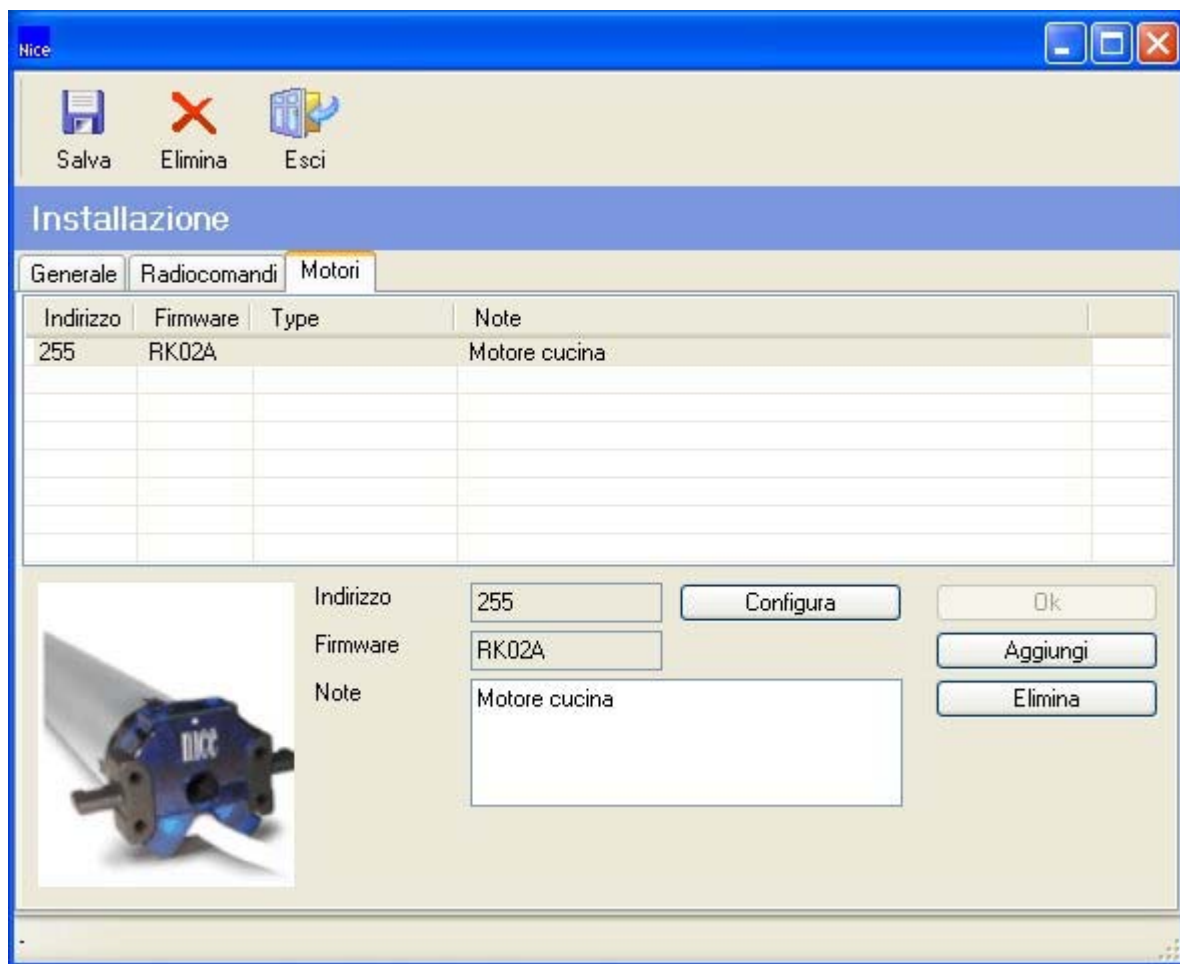 Nice
Salva Elimina Esci
Installazione
Generale Radiocomandi Motori
Indirizzo Firmware Type Note
255 RK02A Motore cucina
Indirizzo 255 Configura Ok
Firmware RK02A Aggiungi
Note Motore cucina Elimina
nice
-